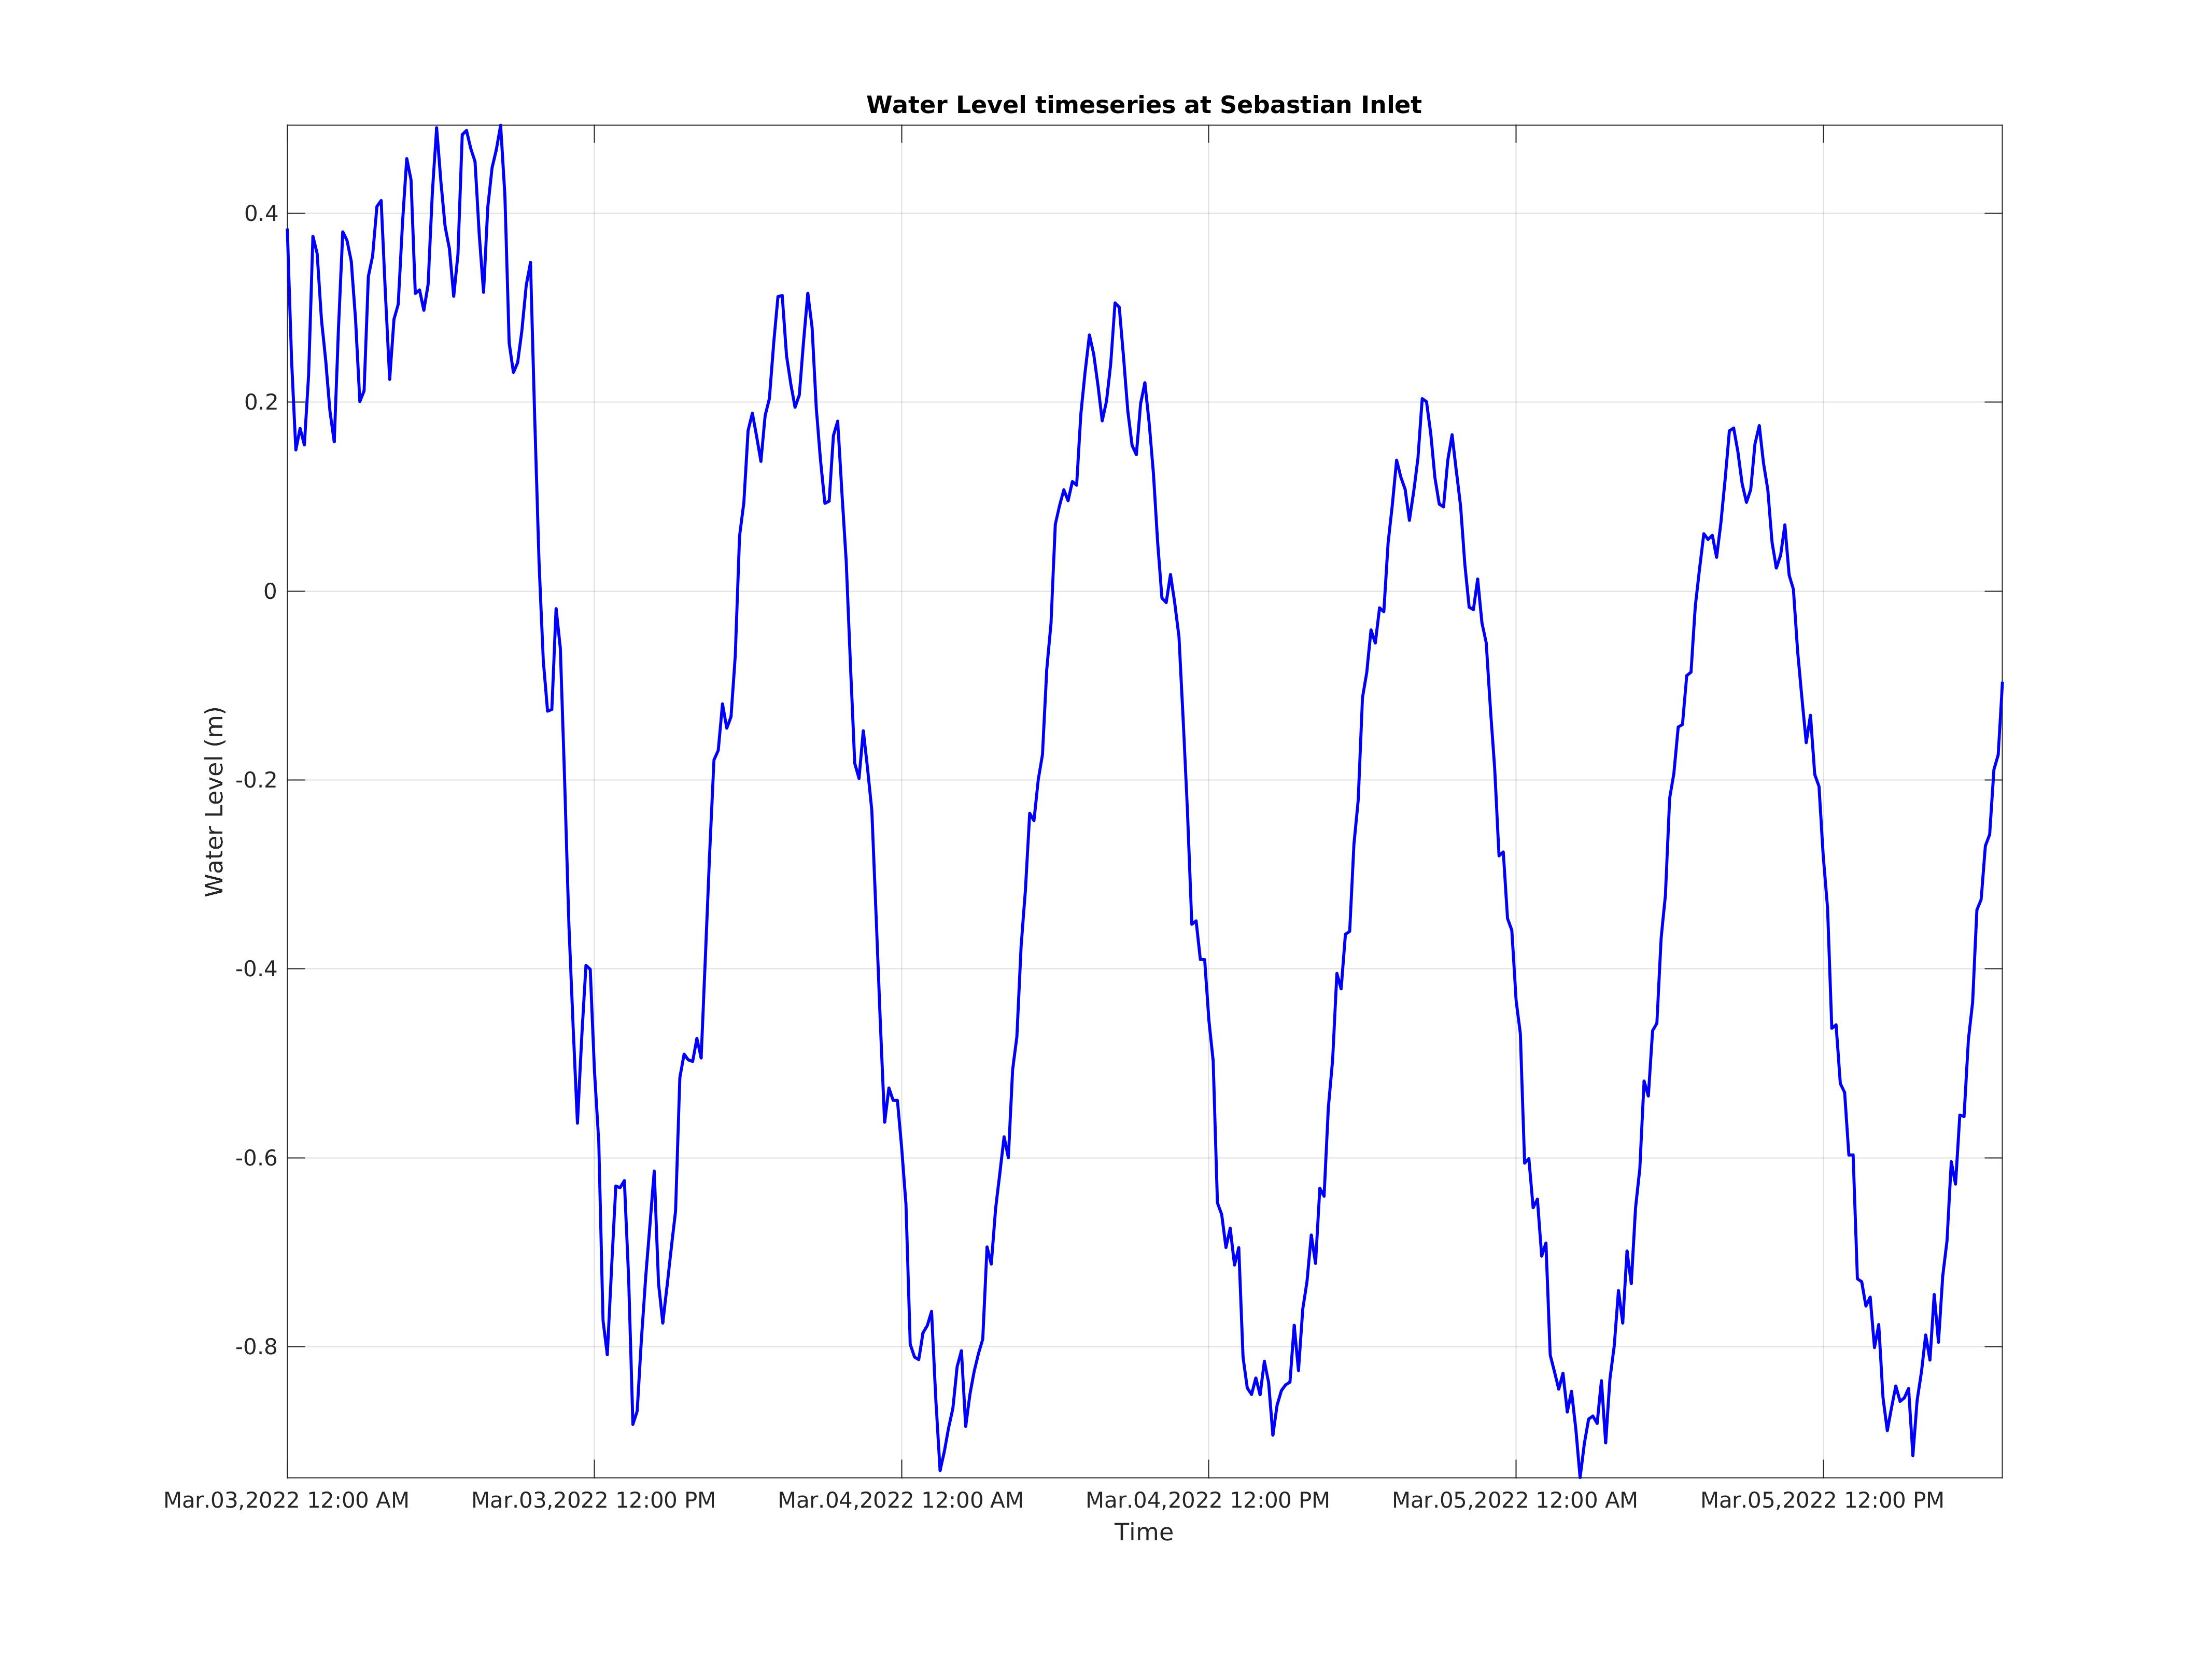 Water Level timeseries at Sebastian Inlet
0.4
0.2
0
-0.2
-0.4
-0.6
-0.8
Water Level (m)
Mar.03,2022 12:00 AM
Mar.03,2022 12:00 PM
Mar.04,2022 12:00 AM
Mar.04,2022 12:00 PM
Mar.05,2022 12:00 AM
Mar.05,2022 12:00 PM
Time